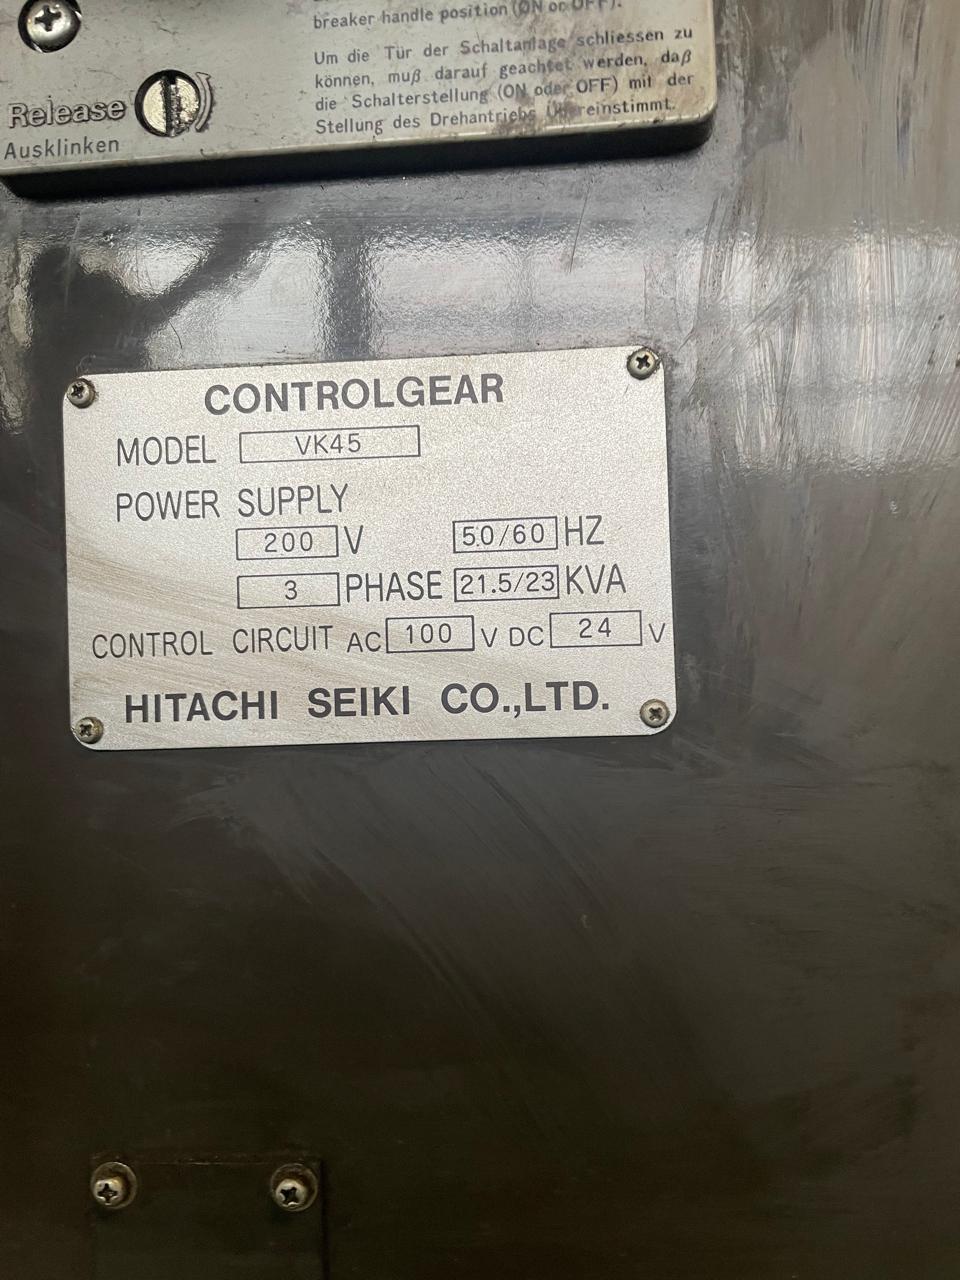 breaker handle position (ON or OFF).
Um die Tür der Schaltanlage schliessen zu
können, muß darauf geachtet werden, daß
die Schalterstellung (ON oder OFF) mit der
Stellung des Drehantriebs übereinstimmt.
Release
Ausklinken
CONTROLGEAR
MODEL VK45
POWER SUPPLY
200 V 50/60 HZ
3 PHASE 21.5/23 KVA
CONTROL CIRCUIT AC 100 V DC 24 V
HITACHI SEIKI CO.,LTD.